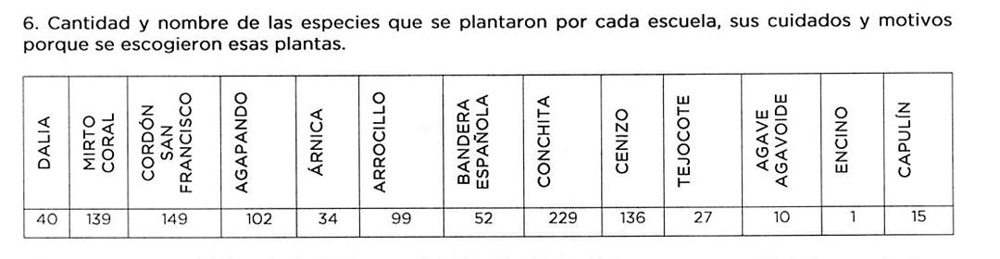 6. Cantidad y nombre de las especies que se plantaron por cada escuela, sus cuidados y motivos
porque se escogieron esas plantas.
DALIA
MIRTO
CORAL
CORDÓN
SAN
FRANCISCO
AGAPANDO
ÁRNICA
ARROCILLO
BANDERA
ESPAÑOLA
CONCHITA
CENIZO
TEJOCOTE
AGAVE
AGAVOIDE
ENCINO
CAPULÍN
40 139 149 102 34 99 52 229 136 27 10 1 15